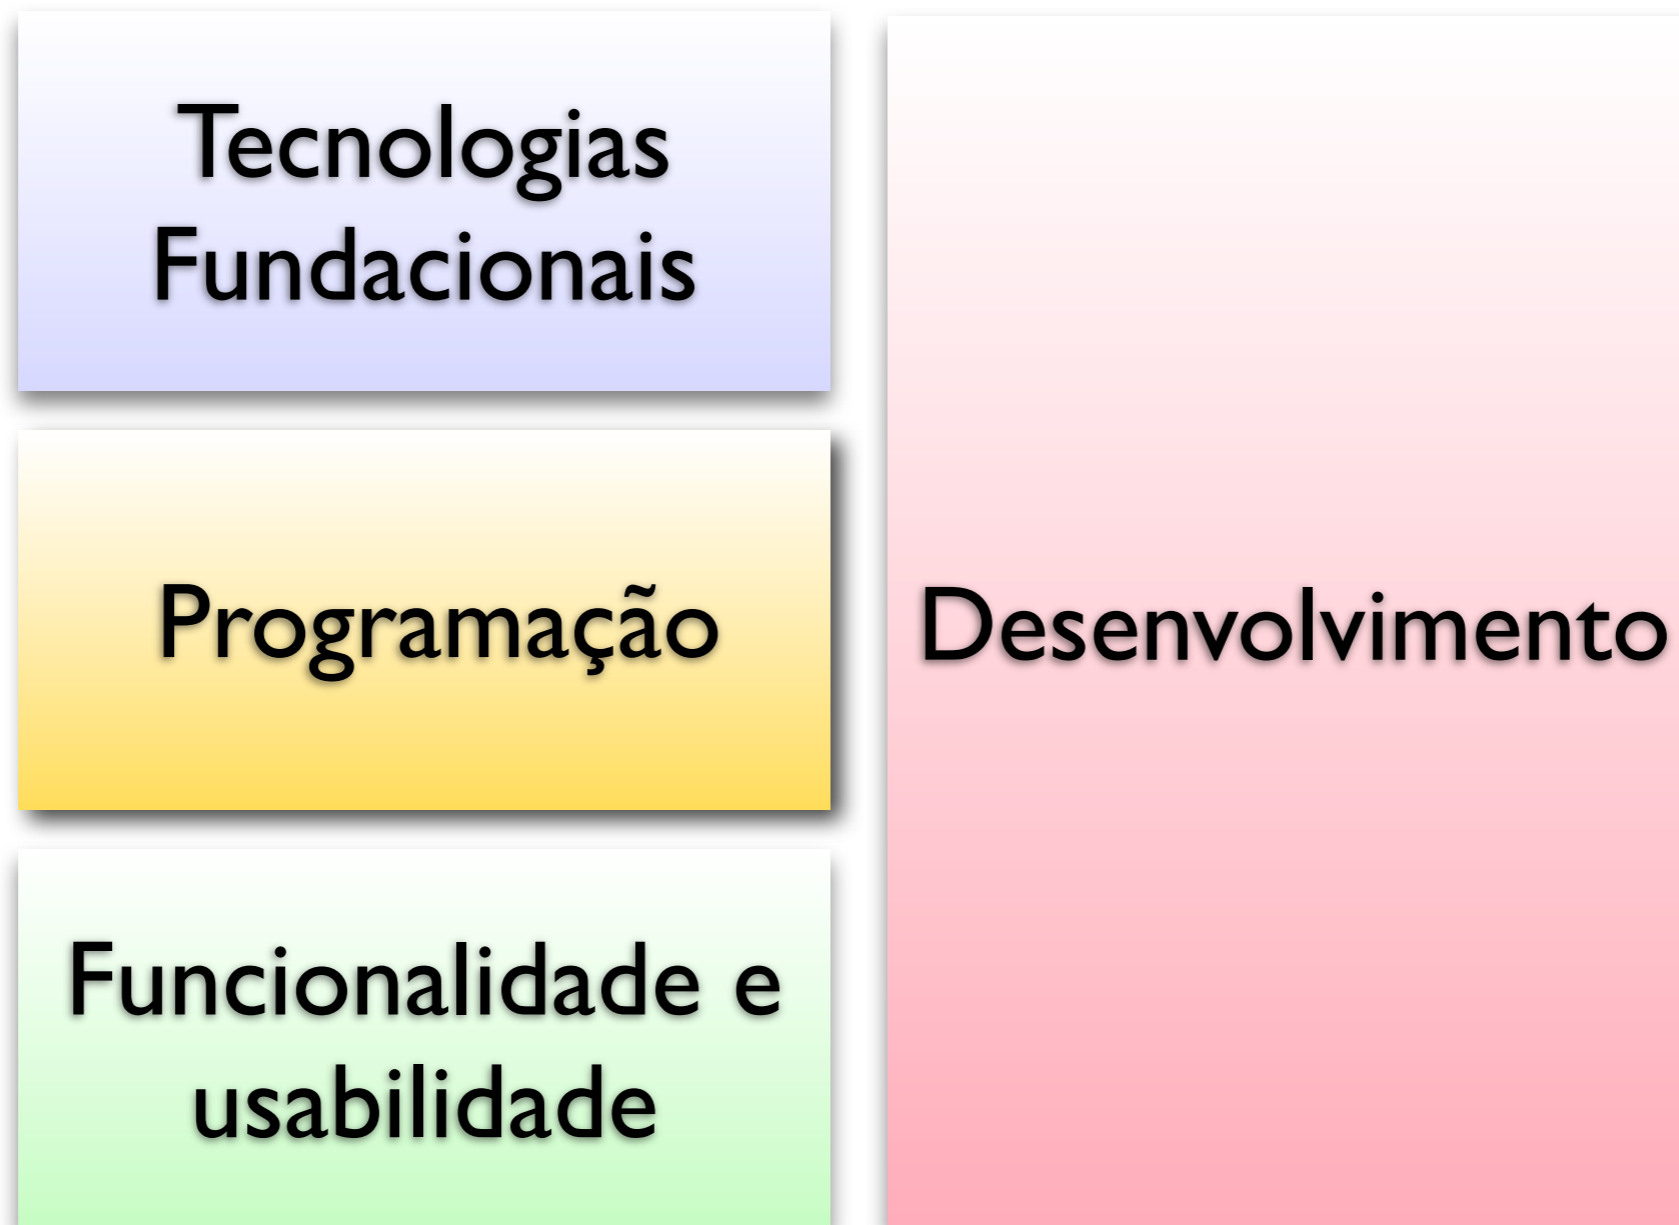 Tecnologias
Fundacionais
Programação
Funcionalidade e
usabilidade
Desenvolvimento